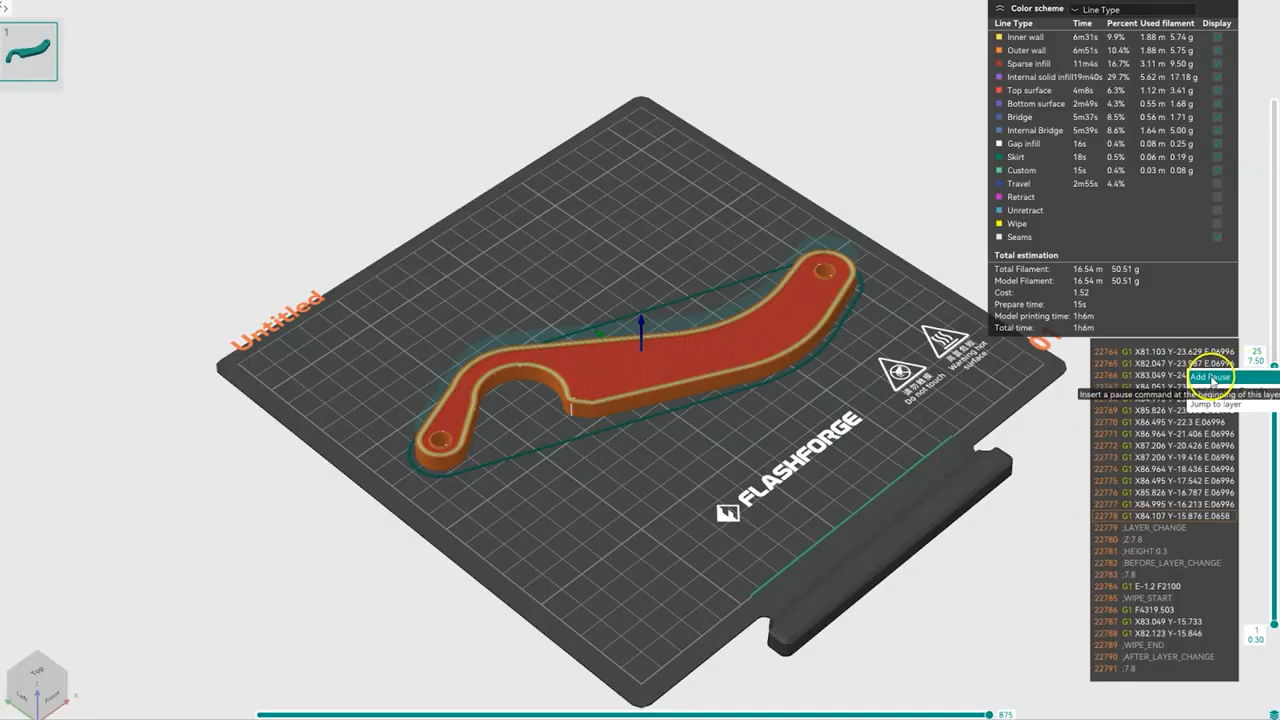 1
Color scheme Line Type
Line Type Time Percent Used filament Display
Inner wall 6m31s 9.9% 1.88 m 5.74 g
Outer wall 6m51s 10.4% 1.88 m 5.75 g
Sparse infill 11m4s 16.7% 3.11 m 9.50 g
Internal solid infill 19m40s 29.7% 5.62 m 17.18 g
Top surface 4m8s 6.3% 1.12 m 3.41 g
Bottom surface 2m49s 4.3% 0.55 m 1.68 g
Bridge 5m37s 8.5% 0.56 m 1.71 g
Internal Bridge 5m39s 8.6% 1.64 m 5.00 g
Gap infill 16s 0.4% 0.08 m 0.25 g
Skirt 18s 0.5% 0.06 m 0.19 g
Custom 15s 0.4% 0.03 m 0.08 g
Travel 2m55s 4.4%
Retract
Unretract
Wipe
Seams
Total estimation
Total Filament: 16.54 m 50.51 g
Model Filament: 16.54 m 50.51 g
Cost: 1.52
Prepare time: 15s
Model printing time: 1h6m
Total time: 1h6m
Untitled
01
Do not touch
Warning hot
surface
FLASHFORGE
22764 G1 X81.103 Y-23.629 E.06996
22765 G1 X82.047 Y-23.987 E.06996
22766 G1 X83.049
Add Pause
Insert a pause command at the beginning of this layer
Jump to layer
22769 G1 X85.826
22770 G1 X86.495 Y-22.3 E.06996
22771 G1 X86.964 Y-21.406 E.06996
22772 G1 X87.206 Y-20.426 E.06996
22773 G1 X87.206 Y-19.416 E.06996
22774 G1 X86.964 Y-18.436 E.06996
22775 G1 X86.495 Y-17.542 E.06996
22776 G1 X85.826 Y-16.787 E.06996
22777 G1 X84.995 Y-16.213 E.06996
22778 G1 X84.107 Y-15.876 E.0658
22779 ;LAYER_CHANGE
22780 ;Z:7.8
22781 ;HEIGHT:0.3
22782 ;BEFORE_LAYER_CHANGE
22783 ;7.8
22784 G1 E-1.2 F2100
22785 ;WIPE_START
22786 G1 F4319.503
22787 G1 X83.049 Y-15.733
22788 G1 X82.123 Y-15.846
22789 ;WIPE_END
22790 ;AFTER_LAYER_CHANGE
22791 ;7.8
25
7.50
1
0.30
875
Top
Left
Front
X